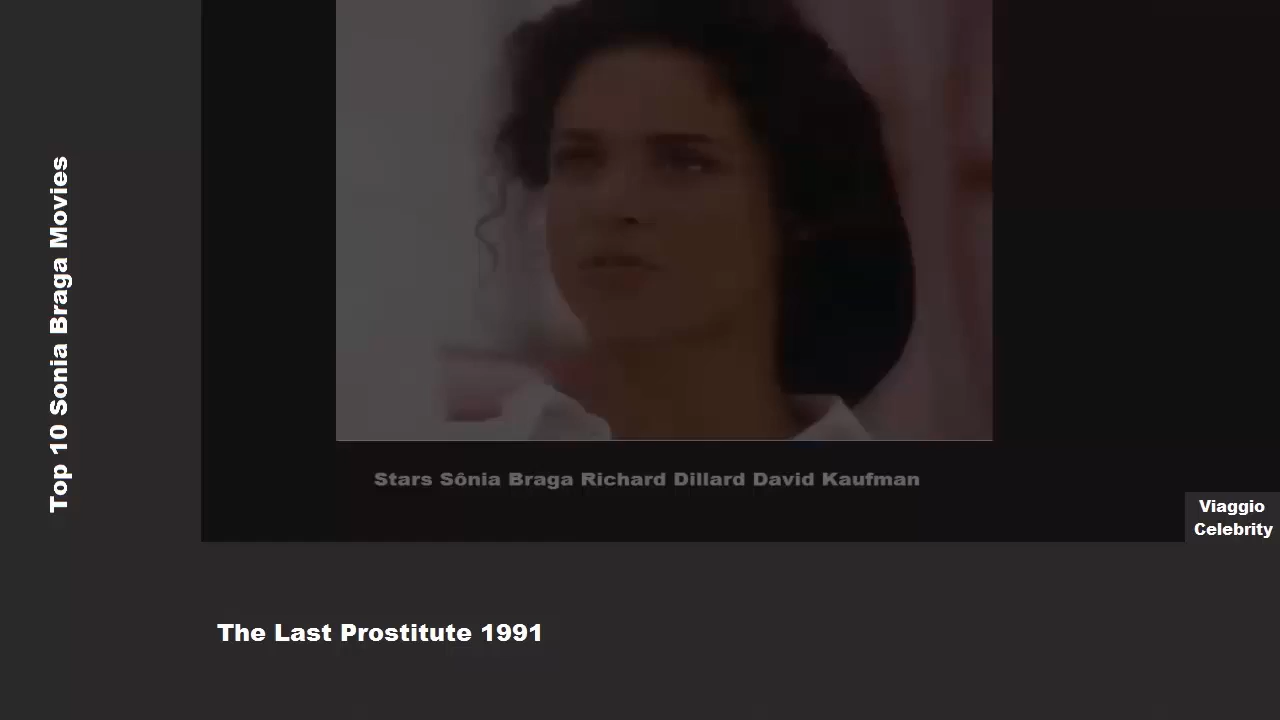 Top 10 Sonia Braga Movies
Stars Sônia Braga Richard Dillard David Kaufman
Viaggio
Celebrity
The Last Prostitute 1991